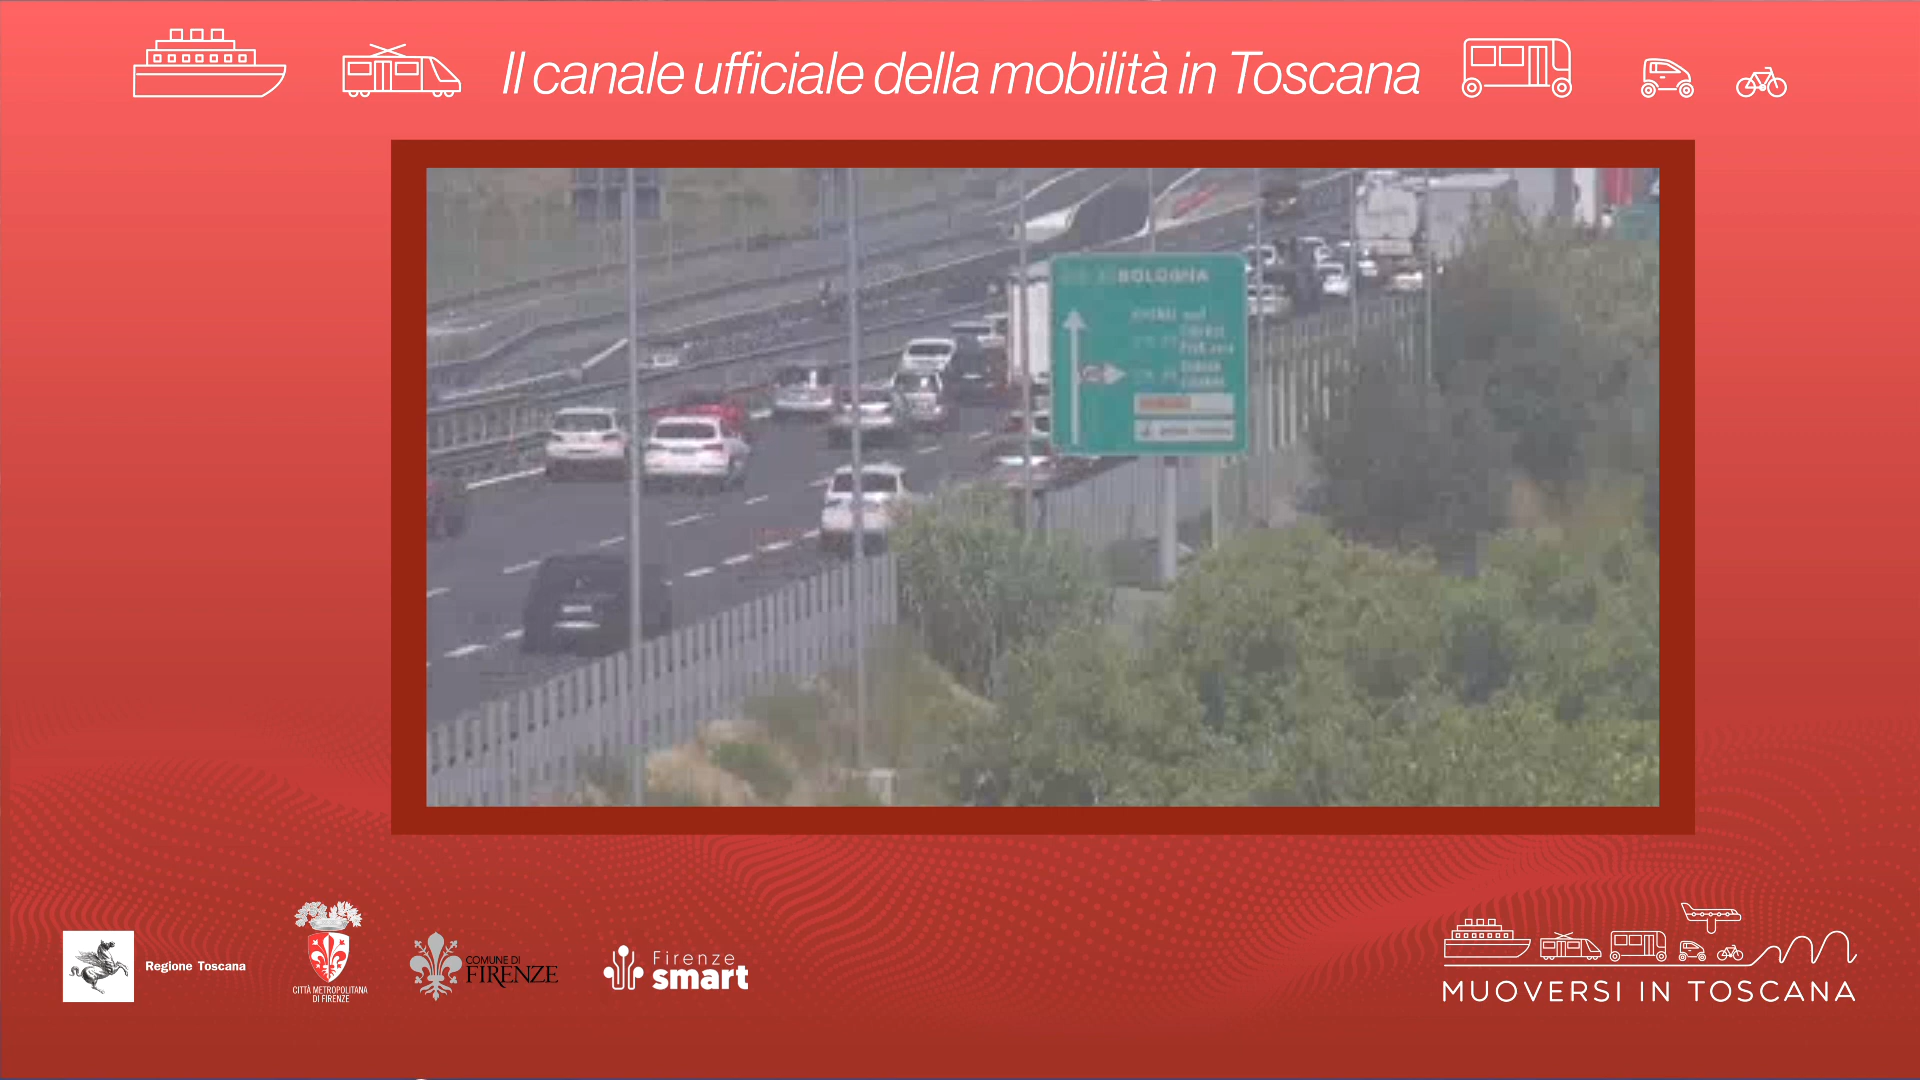 Il canale ufficiale della mobilità in Toscana
BOLOGNA
Regione Toscana
CITTÀ METROPOLITANA
DI FIRENZE
COMUNE DI
FIRENZE
Firenze
smart
MUOVERSI IN TOSCANA